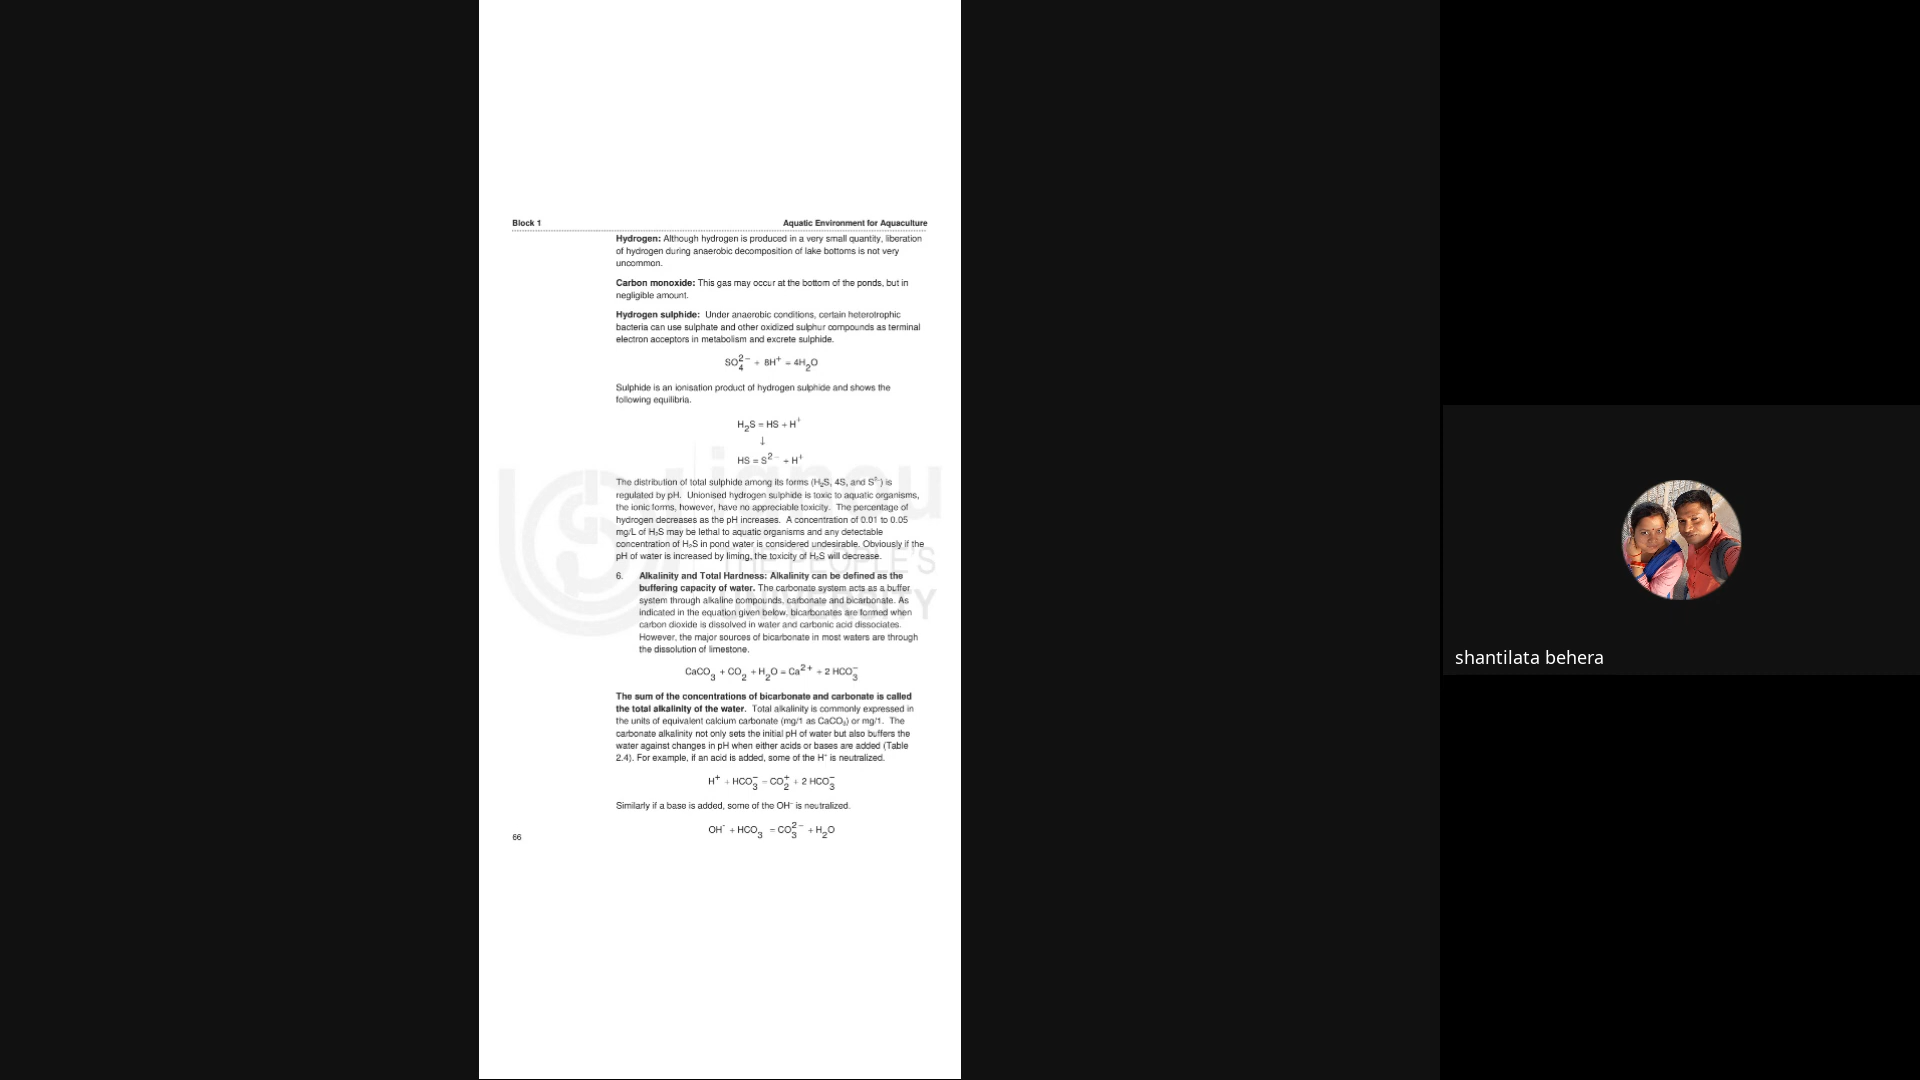 Block 1 Aquatic Environment for Aquaculture
Hydrogen: Although hydrogen is produced in a very small quantity, liberation
of hydrogen during anaerobic decomposition of lake bottoms is not very
uncommon.
Carbon monoxide: This gas may occur at the bottom of the ponds, but in
negligible amount.
Hydrogen sulphide: Under anaerobic conditions, certain heterotrophic
bacteria can use sulphate and other oxidized sulphur compounds as terminal
electron acceptors in metabolism and excrete sulphide.
SO₄²⁻ + 8H⁺ = 4H₂O
Sulphide is an ionisation product of hydrogen sulphide and shows the
following equilibria.
H₂S = HS + H⁺
↓
HS = S²⁻ + H⁺
The distribution of total sulphide among its forms (H₂S, 4S, and S²⁻) is
regulated by pH. Unionised hydrogen sulphide is toxic to aquatic organisms,
the ionic forms, however, have no appreciable toxicity. The percentage of
hydrogen decreases as the pH increases. A concentration of 0.01 to 0.05
mg/L of H₂S may be lethal to aquatic organisms and any detectable
concentration of H₂S in pond water is considered undesirable. Obviously if the
pH of water is increased by liming, the toxicity of H₂S will decrease.
6. Alkalinity and Total Hardness: Alkalinity can be defined as the
buffering capacity of water. The carbonate system acts as a buffer
system through alkaline compounds, carbonate and bicarbonate. As
indicated in the equation given below, bicarbonates are formed when
carbon dioxide is dissolved in water and carbonic acid dissociates.
However, the major sources of bicarbonate in most waters are through
the dissolution of limestone.
CaCO₃ + CO₂ + H₂O = Ca²⁺ + 2 HCO₃⁻
The sum of the concentrations of bicarbonate and carbonate is called
the total alkalinity of the water. Total alkalinity is commonly expressed in
the units of equivalent calcium carbonate (mg/1 as CaCO₃) or mg/1. The
carbonate alkalinity not only sets the initial pH of water but also buffers the
water against changes in pH when either acids or bases are added (Table
2.4). For example, if an acid is added, some of the H⁺ is neutralized.
H⁺ + HCO₃⁻ = CO₂⁺ + 2 HCO₃⁻
Similarly if a base is added, some of the OH⁻ is neutralized.
OH⁻ + HCO₃ = CO₃²⁻ + H₂O
66
ignou
THE PEOPLE'S
UNIVERSITY
shantilata behera